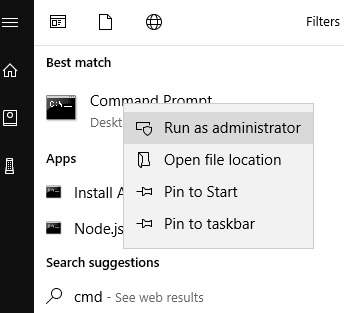 Filters
Best match
Command Prompt
Run as administrator
Open file location
Pin to Start
Pin to taskbar
Apps
Install
Node.js
Search suggestions
cmd - See web results